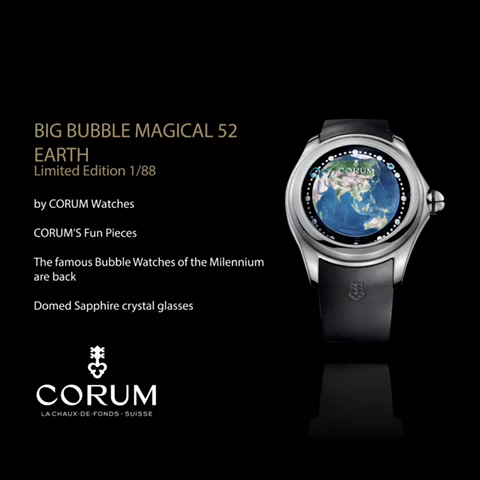 BIG BUBBLE MAGICAL 52
EARTH
Limited Edition 1/88
by CORUM Watches
CORUM'S Fun Pieces
The famous Bubble Watches of the Milennium
are back
Domed Sapphire crystal glasses
CORUM
LA CHAUX-DE-FONDS · SUISSE
CORUM